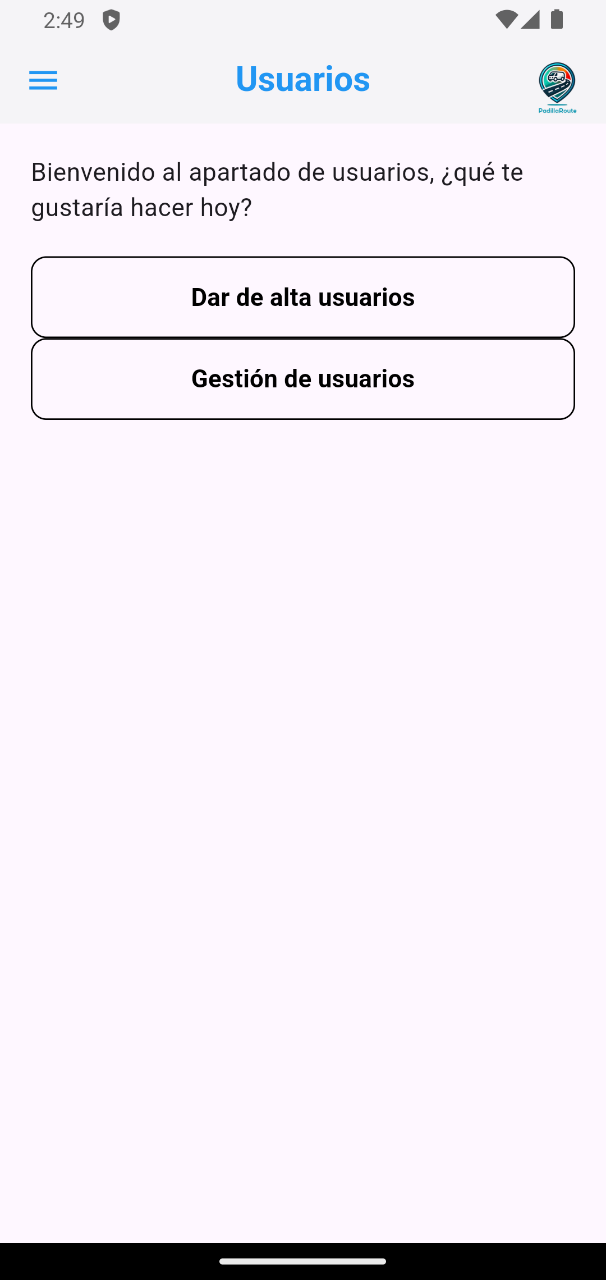 2:49
Usuarios
PadillaRoute
Bienvenido al apartado de usuarios, ¿qué te
gustaría hacer hoy?
Dar de alta usuarios
Gestión de usuarios